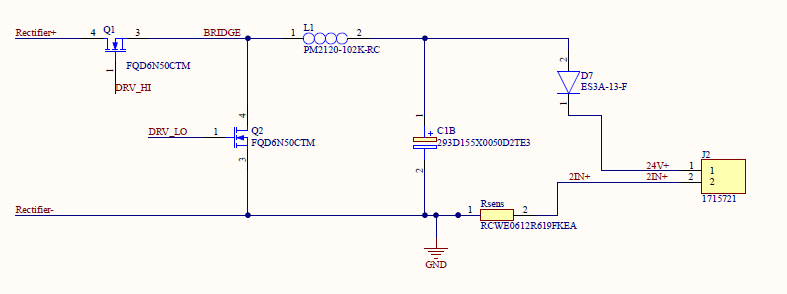 Q1
Rectifier+ 4 3 BRIDGE 1 L1 2
FQD6N50CTM PM2120-102K-RC
1
DRV_HI
2
D7
ES3A-13-F
1
4
DRV_LO 1 Q2
FQD6N50CTM
3
1
+ C1B
293D155X0050D2TE3
2
J2
24V+ 1 1
2IN+ 2IN+ 2 2
1715721
Rectifier-
Rsens
1 2
RCWE0612R619FKEA
GND